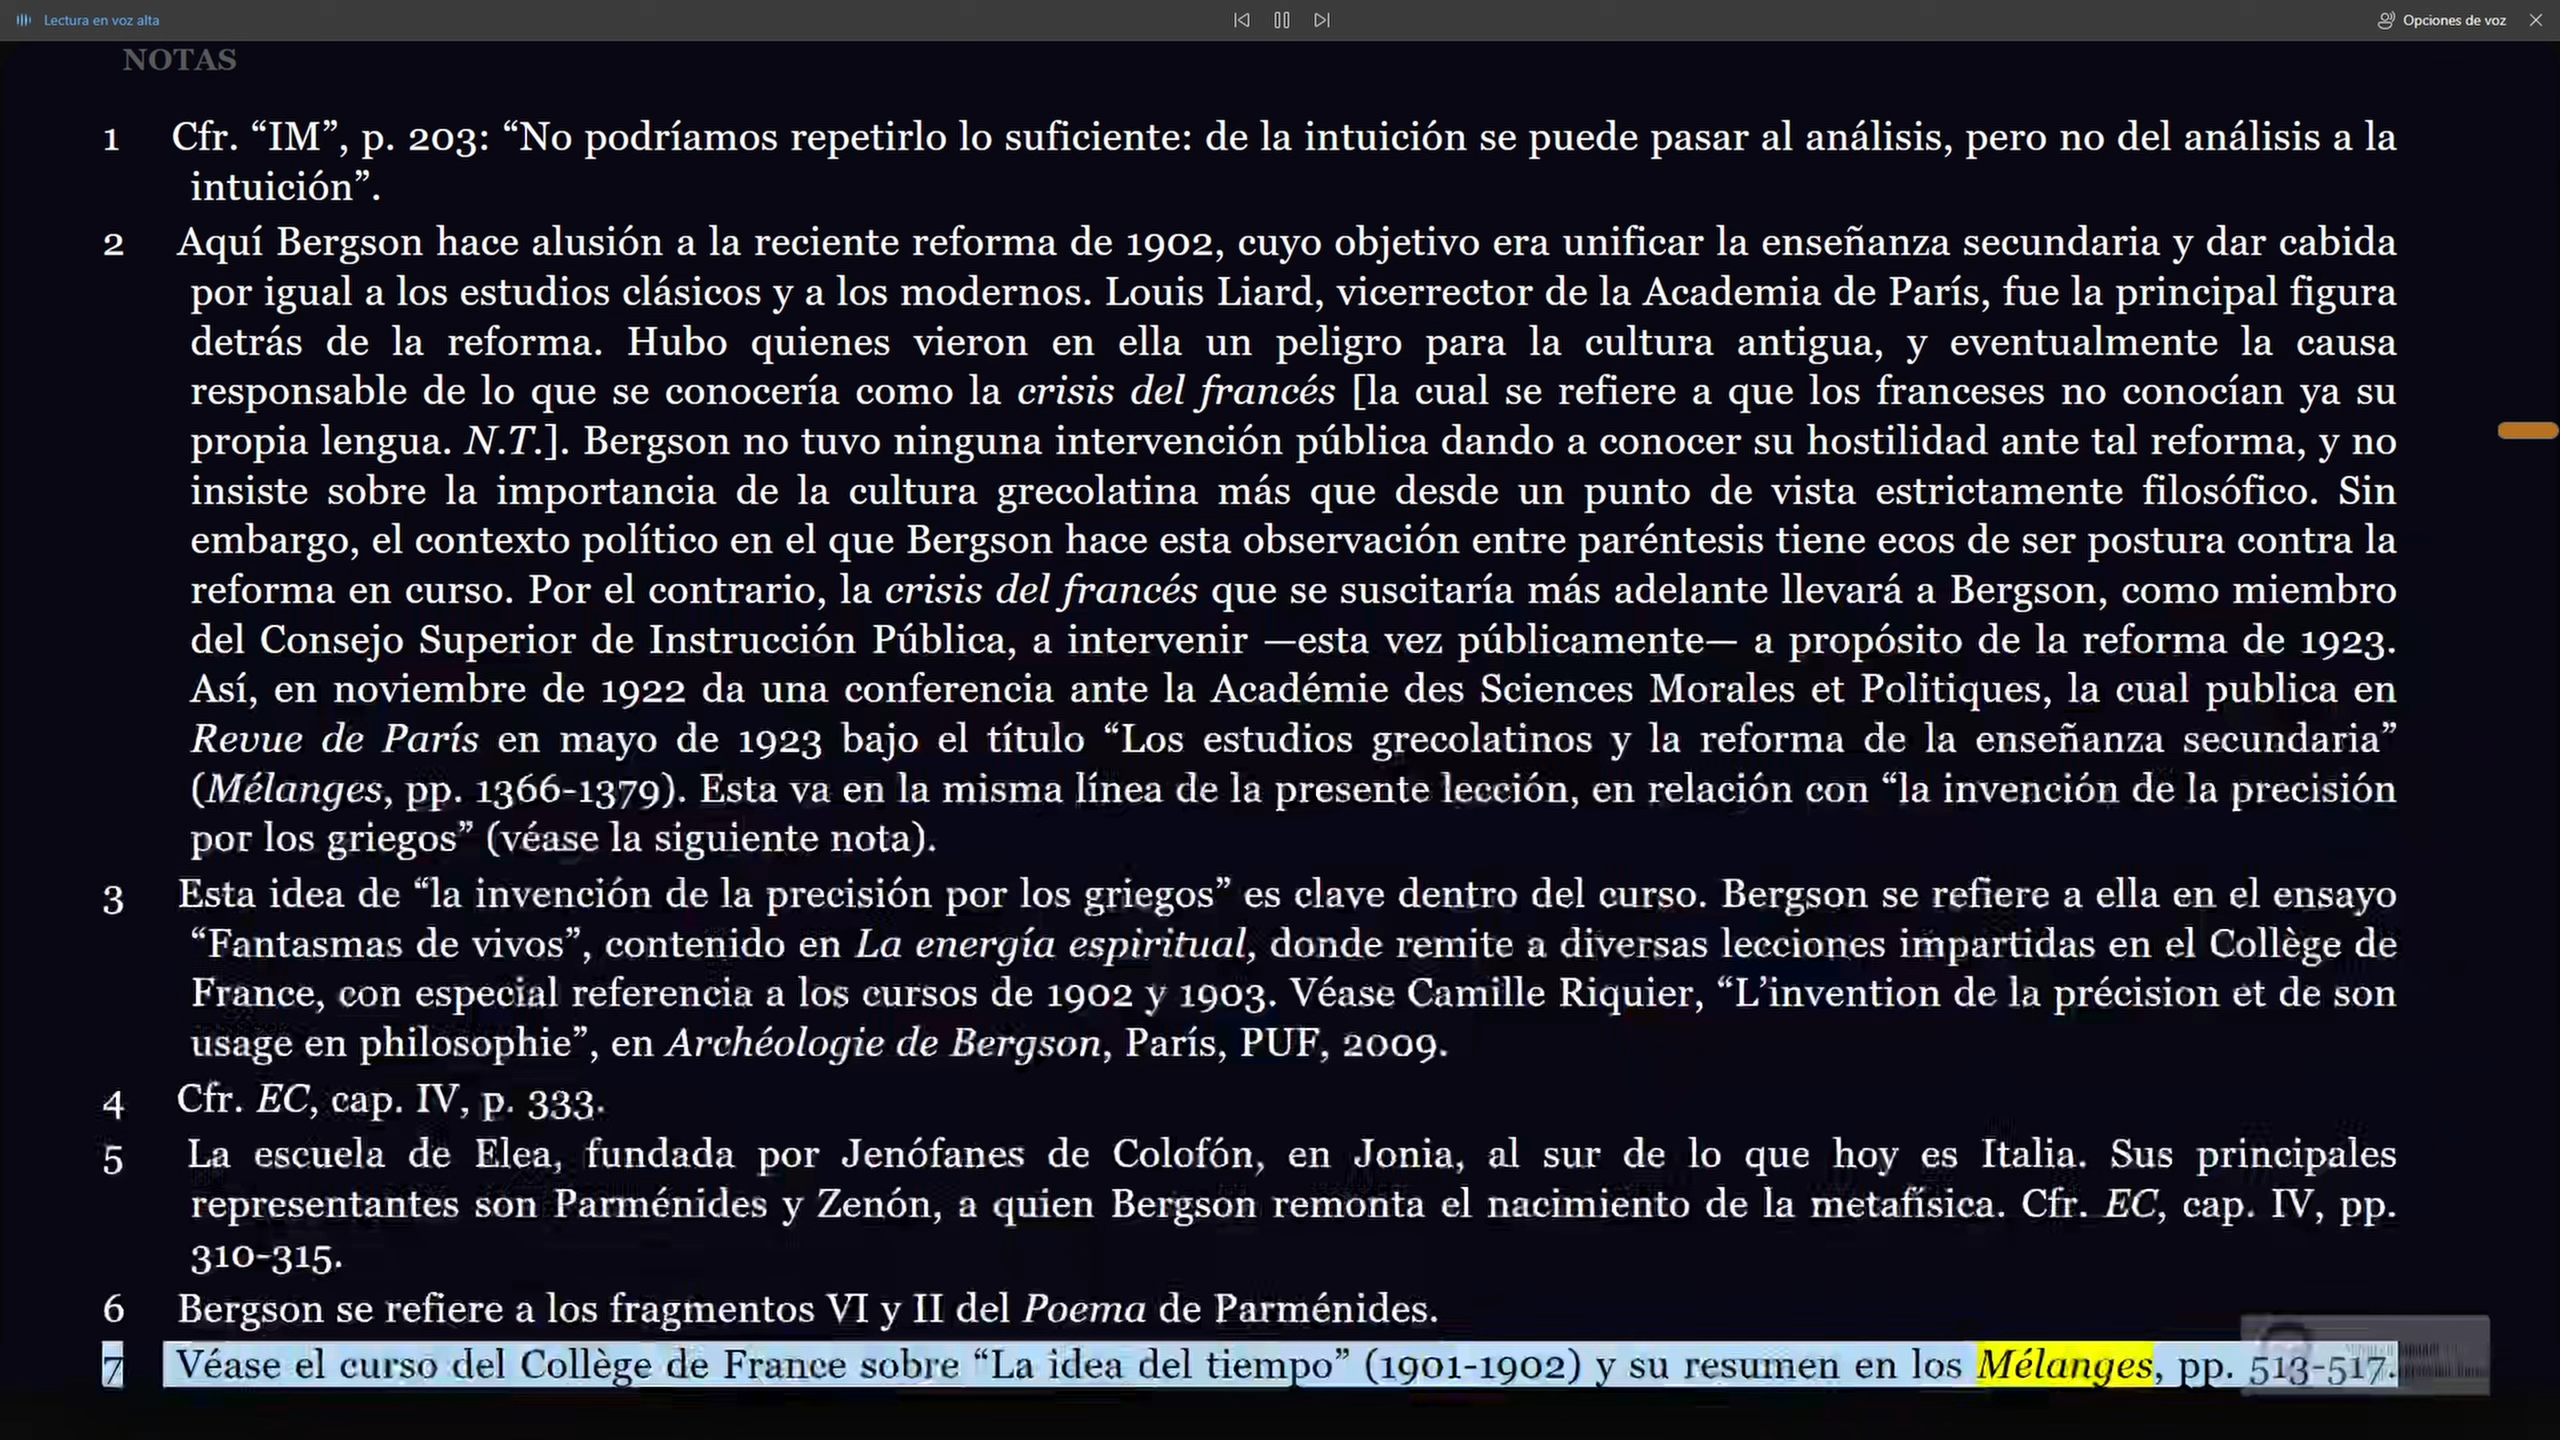 Lectura en voz alta
Opciones de voz
NOTAS
1 Cfr. “IM”, p. 203: “No podríamos repetirlo lo suficiente: de la intuición se puede pasar al análisis, pero no del análisis a la
intuición”.
2 Aquí Bergson hace alusión a la reciente reforma de 1902, cuyo objetivo era unificar la enseñanza secundaria y dar cabida
por igual a los estudios clásicos y a los modernos. Louis Liard, vicerrector de la Academia de París, fue la principal figura
detrás de la reforma. Hubo quienes vieron en ella un peligro para la cultura antigua, y eventualmente la causa
responsable de lo que se conocería como la crisis del francés [la cual se refiere a que los franceses no conocían ya su
propia lengua. N.T.]. Bergson no tuvo ninguna intervención pública dando a conocer su hostilidad ante tal reforma, y no
insiste sobre la importancia de la cultura grecolatina más que desde un punto de vista estrictamente filosófico. Sin
embargo, el contexto político en el que Bergson hace esta observación entre paréntesis tiene ecos de ser postura contra la
reforma en curso. Por el contrario, la crisis del francés que se suscitaría más adelante llevará a Bergson, como miembro
del Consejo Superior de Instrucción Pública, a intervenir —esta vez públicamente— a propósito de la reforma de 1923.
Así, en noviembre de 1922 da una conferencia ante la Académie des Sciences Morales et Politiques, la cual publica en
Revue de París en mayo de 1923 bajo el título “Los estudios grecolatinos y la reforma de la enseñanza secundaria”
(Mélanges, pp. 1366-1379). Esta va en la misma línea de la presente lección, en relación con “la invención de la precisión
por los griegos” (véase la siguiente nota).
3 Esta idea de “la invención de la precisión por los griegos” es clave dentro del curso. Bergson se refiere a ella en el ensayo
“Fantasmas de vivos”, contenido en La energía espiritual, donde remite a diversas lecciones impartidas en el Collège de
France, con especial referencia a los cursos de 1902 y 1903. Véase Camille Riquier, “L’invention de la précision et de son
usage en philosophie”, en Archéologie de Bergson, París, PUF, 2009.
4 Cfr. EC, cap. IV, p. 333.
5 La escuela de Elea, fundada por Jenófanes de Colofón, en Jonia, al sur de lo que hoy es Italia. Sus principales
representantes son Parménides y Zenón, a quien Bergson remonta el nacimiento de la metafísica. Cfr. EC, cap. IV, pp.
310-315.
6 Bergson se refiere a los fragmentos VI y II del Poema de Parménides.
7 Véase el curso del Collège de France sobre “La idea del tiempo” (1901-1902) y su resumen en los Mélanges, pp. 513-517.